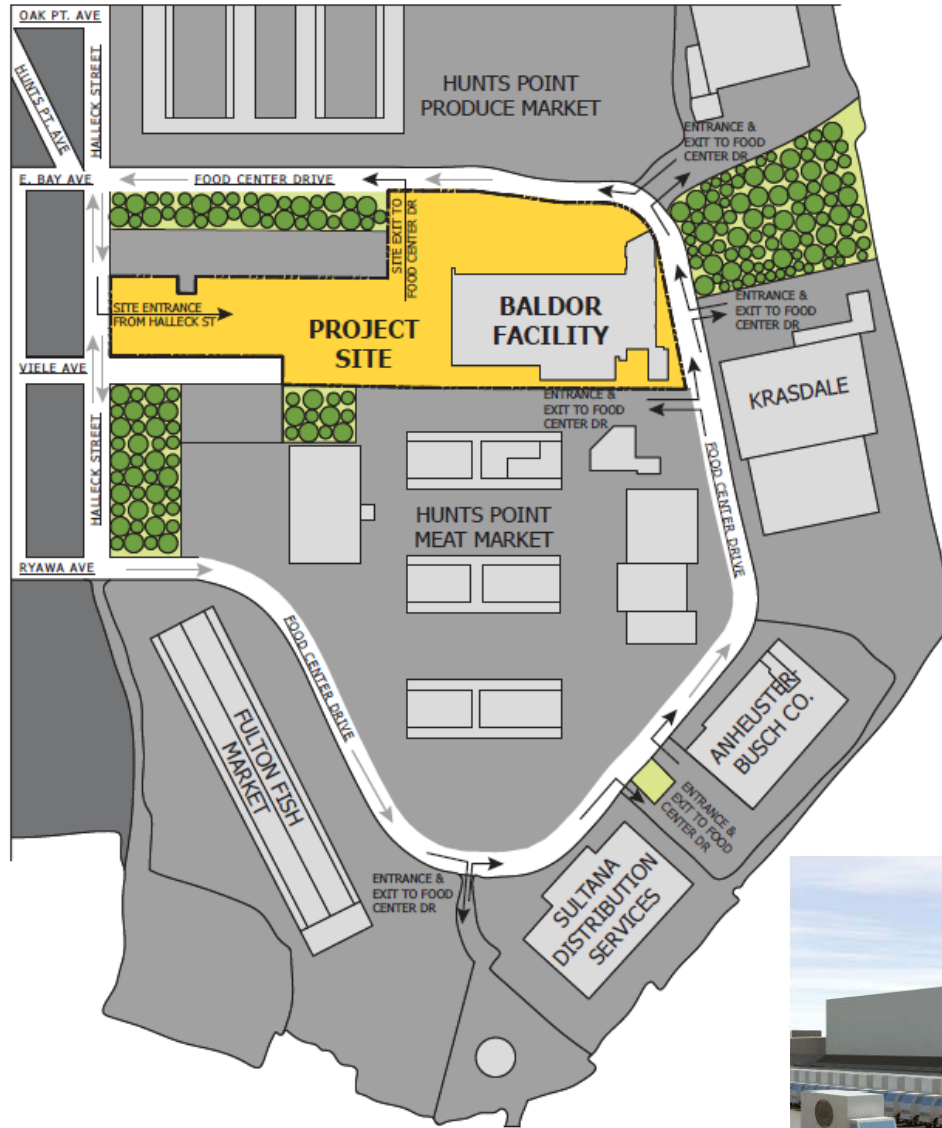 OAK PT. AVE
HUNTS PT. AVE
HALLECK STREET
HUNTS POINT
PRODUCE MARKET
ENTRANCE &
EXIT TO FOOD
CENTER DR
E. BAY AVE
FOOD CENTER DRIVE
SITE EXIT TO
FOOD CENTER DR
SITE ENTRANCE
FROM HALLECK ST
PROJECT
SITE
BALDOR
FACILITY
ENTRANCE &
EXIT TO FOOD
CENTER DR
VIELE AVE
KRASDALE
ENTRANCE &
EXIT TO FOOD
CENTER DR
HALLECK STREET
FOOD CENTER DRIVE
HUNTS POINT
MEAT MARKET
RYAWA AVE
FOOD CENTER DRIVE
FULTON FISH
MARKET
ANHEUSTER-
BUSCH CO.
ENTRANCE &
EXIT TO FOOD
CENTER DR
ENTRANCE &
EXIT TO FOOD
CENTER DR
SULTANA
DISTRIBUTION
SERVICES